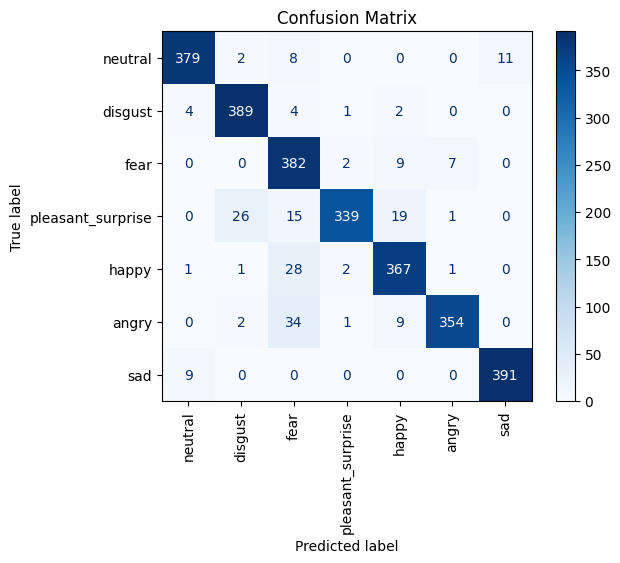 Confusion Matrix
True label
neutral 379 2 8 0 0 0 11
disgust 4 389 4 1 2 0 0
fear 0 0 382 2 9 7 0
pleasant_surprise 0 26 15 339 19 1 0
happy 1 1 28 2 367 1 0
angry 0 2 34 1 9 354 0
sad 9 0 0 0 0 0 391
neutral
disgust
fear
pleasant_surprise
happy
angry
sad
Predicted label
350
300
250
200
150
100
50
0